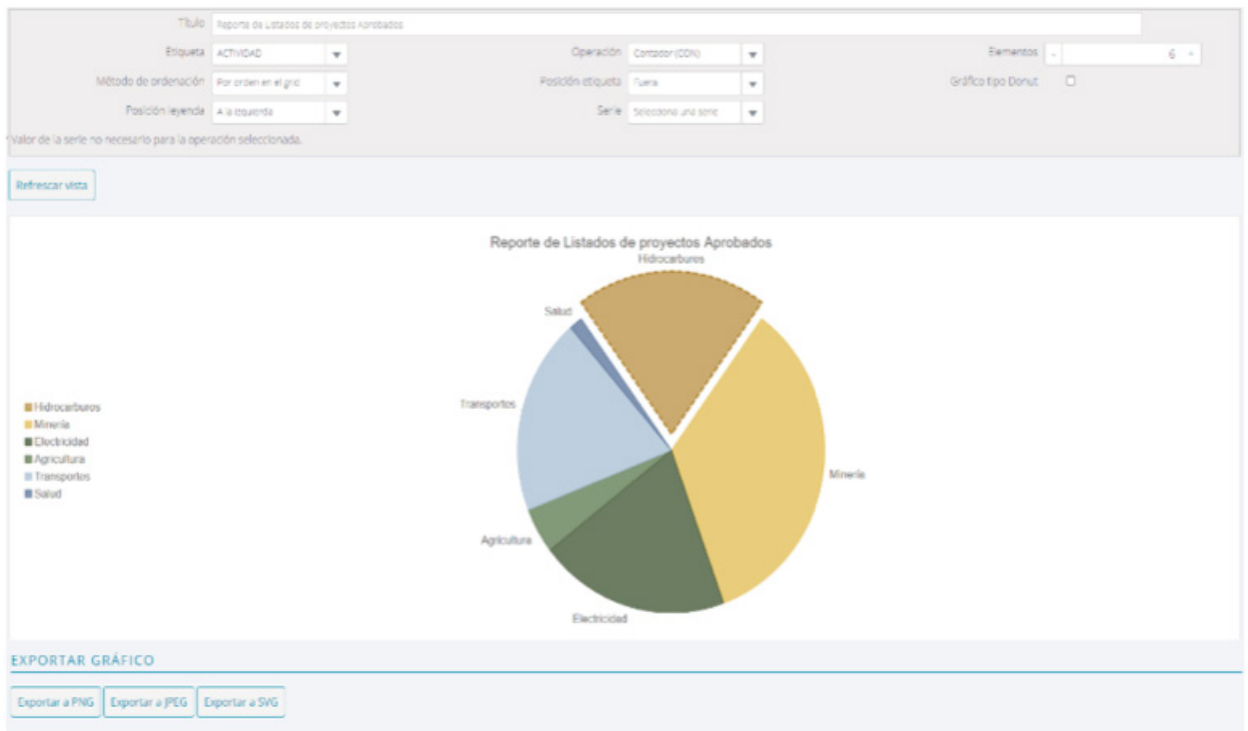 Título Reporte de Listados de proyectos Aprobados
Etiqueta ACTIVIDAD Operación Contador (CDN) Elementos - 6 +
Método de ordenación Por orden en el grid Posición etiqueta Fuera Gráfico tipo Donut
Posición leyenda A la izquierda Serie Seleccione una serie
*Valor de la serie no necesario para la operación seleccionada.
Refrescar vista
Reporte de Listados de proyectos Aprobados
Hidrocarburos
Salud
Transportes
Minería
Agricultura
Electricidad
Hidrocarburos
Minería
Electricidad
Agricultura
Transportes
Salud
EXPORTAR GRÁFICO
Exportar a PNG Exportar a JPEG Exportar a SVG